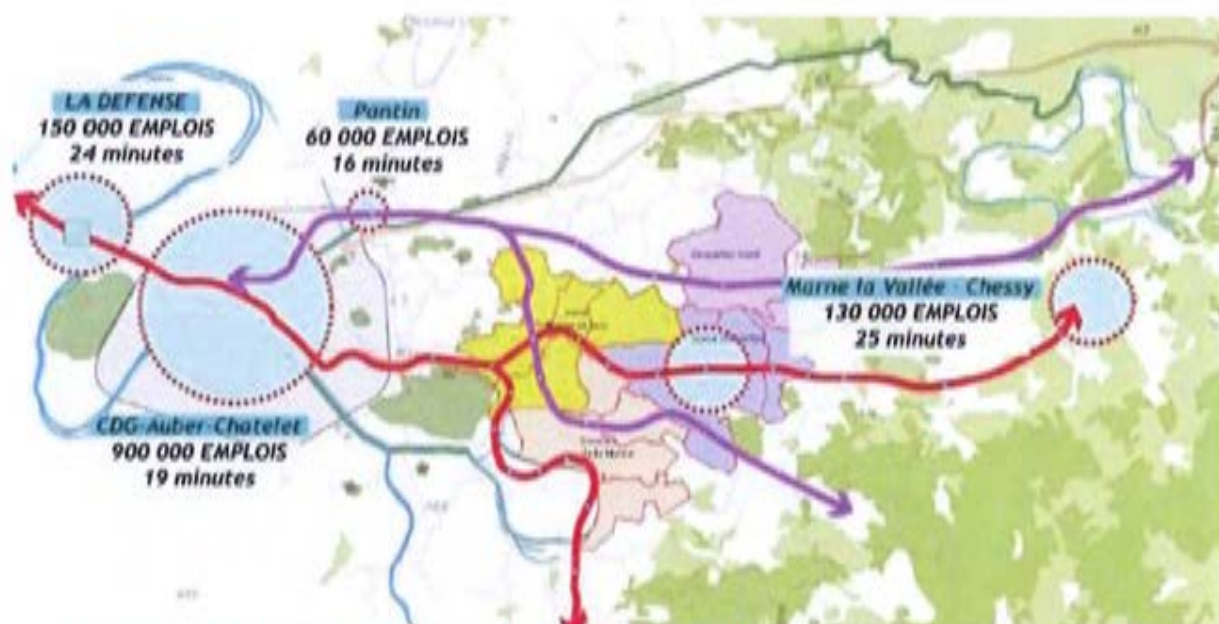 LA DEFENSE
150 000 EMPLOIS
24 minutes
Pantin
60 000 EMPLOIS
16 minutes
Marne la Vallée - Chessy
130 000 EMPLOIS
25 minutes
CDG-Auber-Chatelet
900 000 EMPLOIS
19 minutes